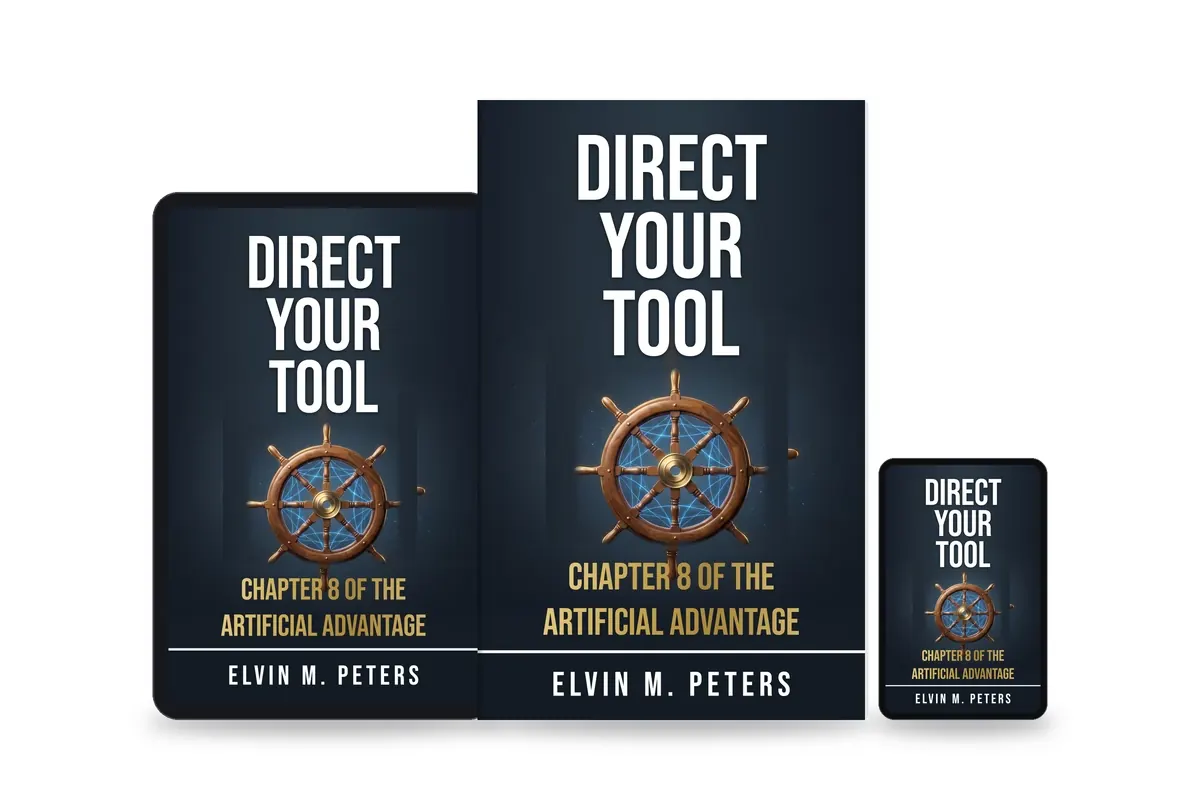 DIRECT
YOUR
TOOL
CHAPTER 8 OF THE
ARTIFICIAL ADVANTAGE
ELVIN M. PETERS
DIRECT
YOUR
TOOL
CHAPTER 8 OF THE
ARTIFICIAL ADVANTAGE
ELVIN M. PETERS
DIRECT
YOUR
TOOL
CHAPTER 8 OF THE
ARTIFICIAL ADVANTAGE
ELVIN M. PETERS